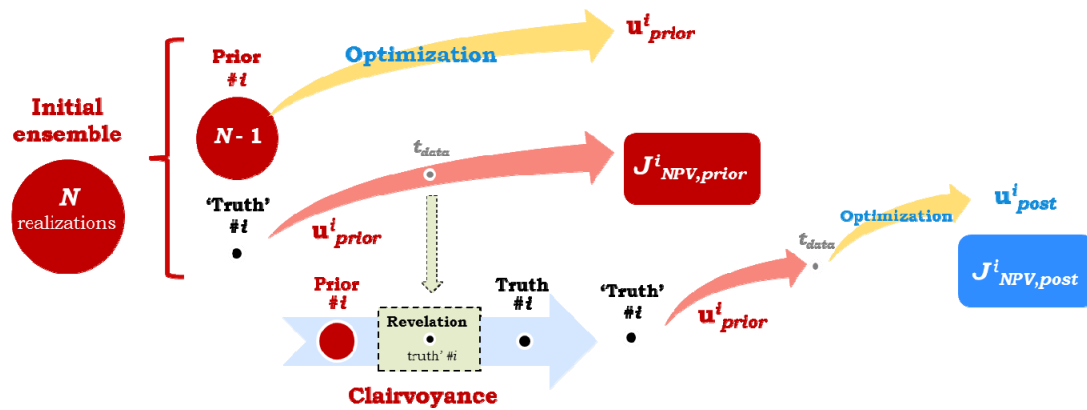 u^i_prior
Optimization
Prior
#i
Initial
ensemble
N - 1
t_data
J^i_NPV,prior
N
realizations
'Truth'
#i
u^i_prior
u^i_post
Optimization
t_data
J^i_NPV,post
Prior
#i
Truth
#i
'Truth'
#i
u^i_prior
Revelation
truth' #i
Clairvoyance